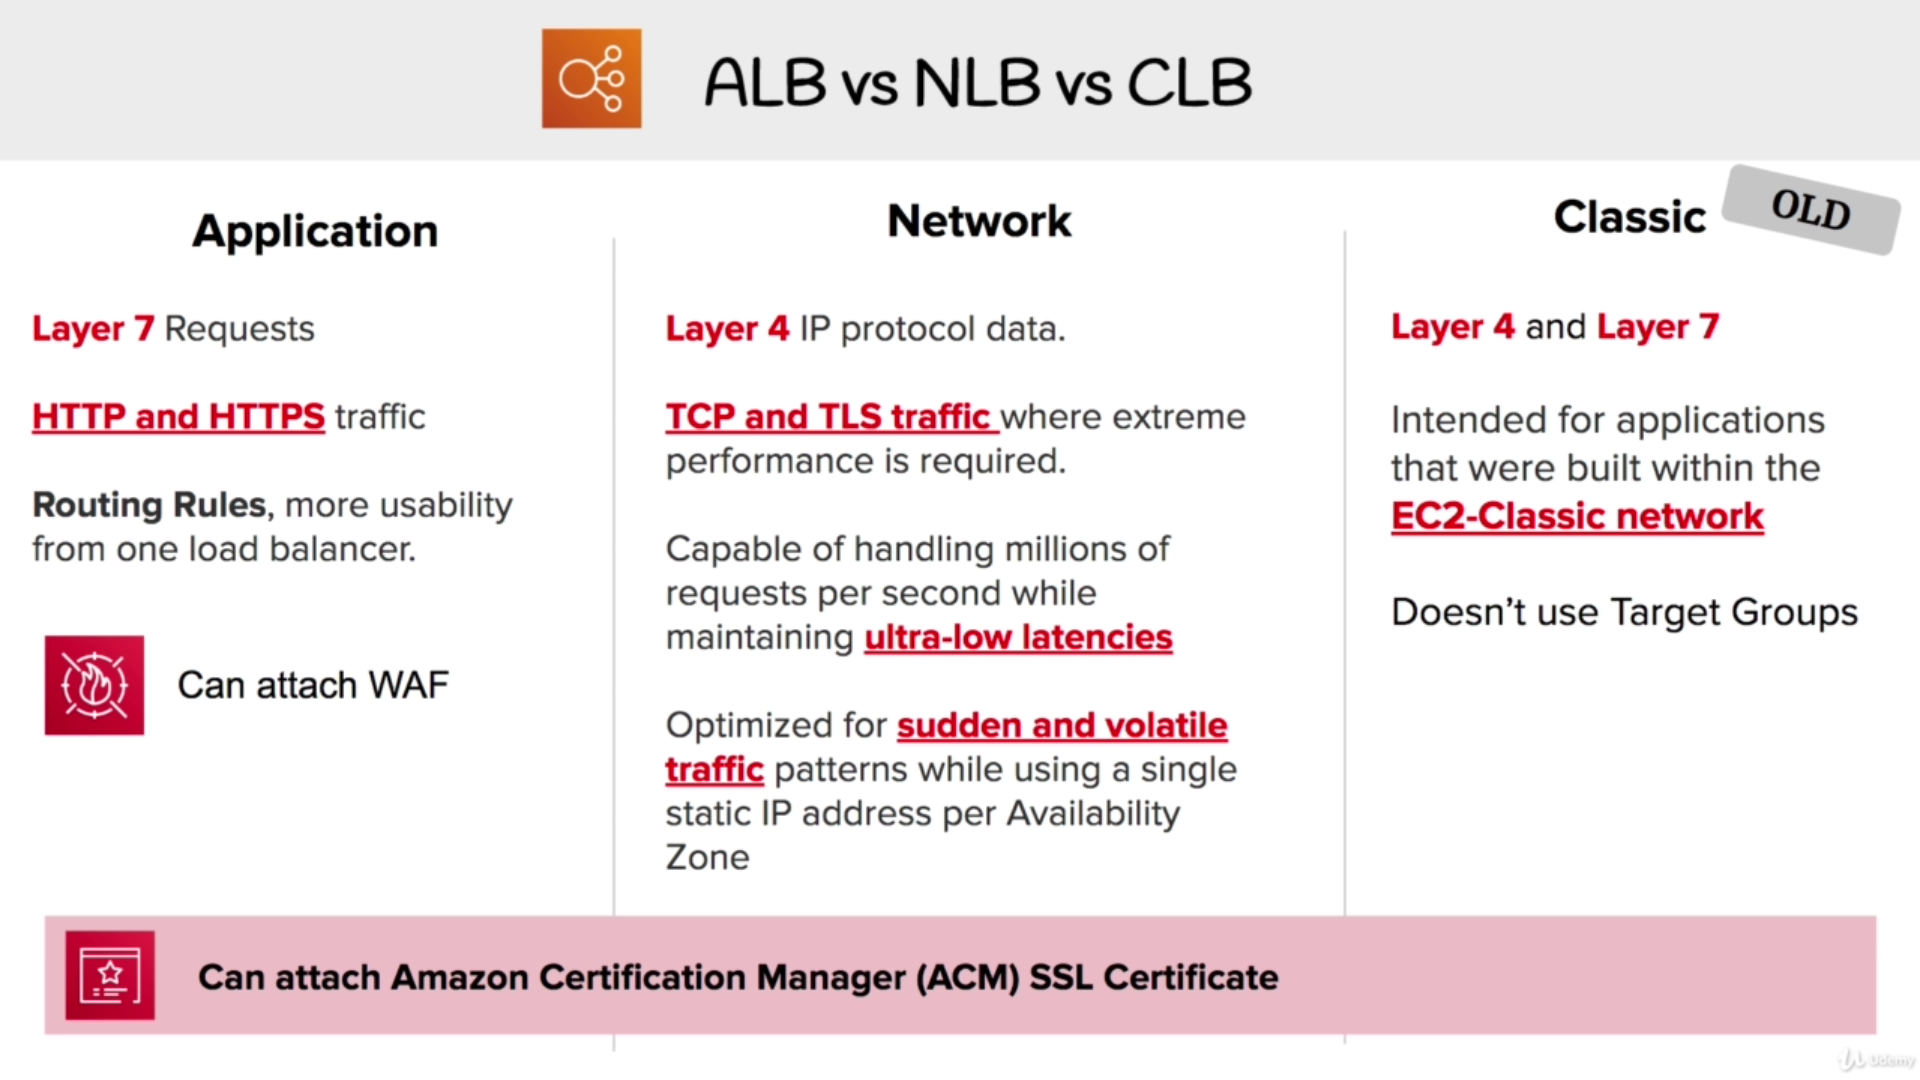 ALB vs NLB vs CLB
Application
Layer 7 Requests
HTTP and HTTPS traffic
Routing Rules, more usability
from one load balancer.
Can attach WAF
Network
Layer 4 IP protocol data.
TCP and TLS traffic where extreme
performance is required.
Capable of handling millions of
requests per second while
maintaining ultra-low latencies
Optimized for sudden and volatile
traffic patterns while using a single
static IP address per Availability
Zone
Classic
OLD
Layer 4 and Layer 7
Intended for applications
that were built within the
EC2-Classic network
Doesn’t use Target Groups
Can attach Amazon Certification Manager (ACM) SSL Certificate
Udemy